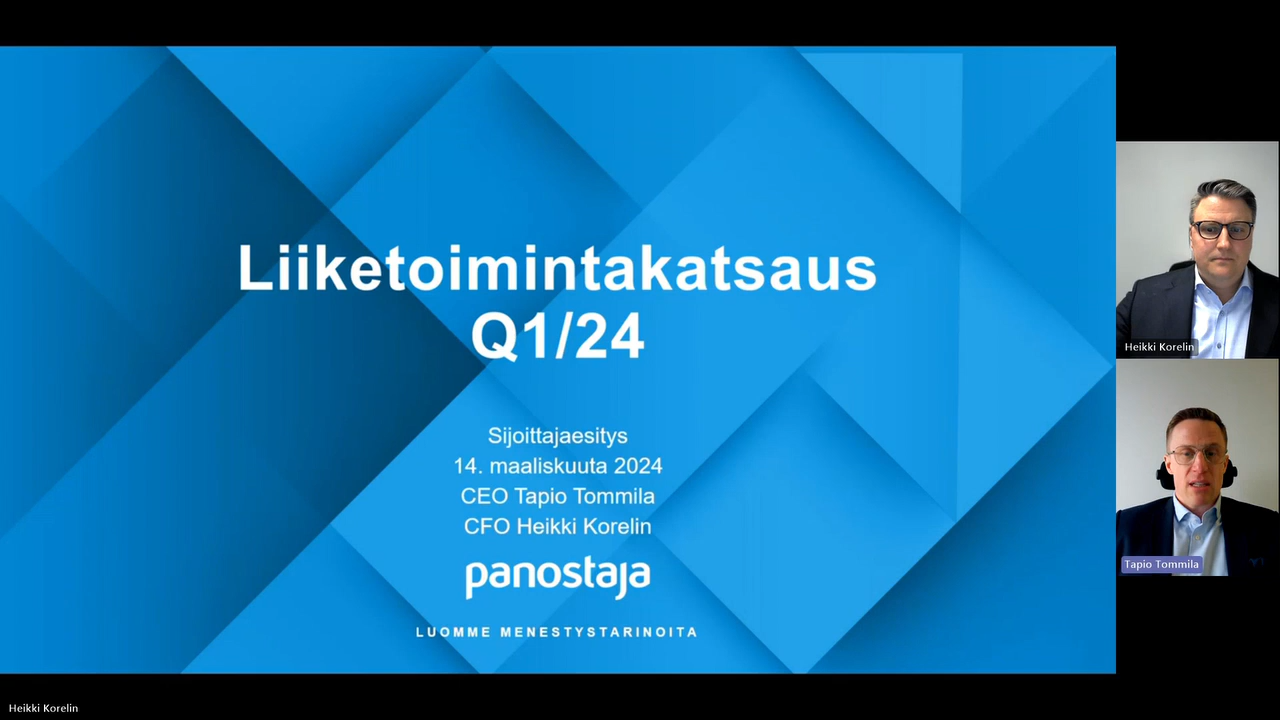 Liiketoimintakatsaus
Q1/24
Sijoittajaesitys
14. maaliskuuta 2024
CEO Tapio Tommila
CFO Heikki Korelin
panostaja
LUOMME MENESTYSTARINOITA
Heikki Korelin
Tapio Tommila
Heikki Korelin